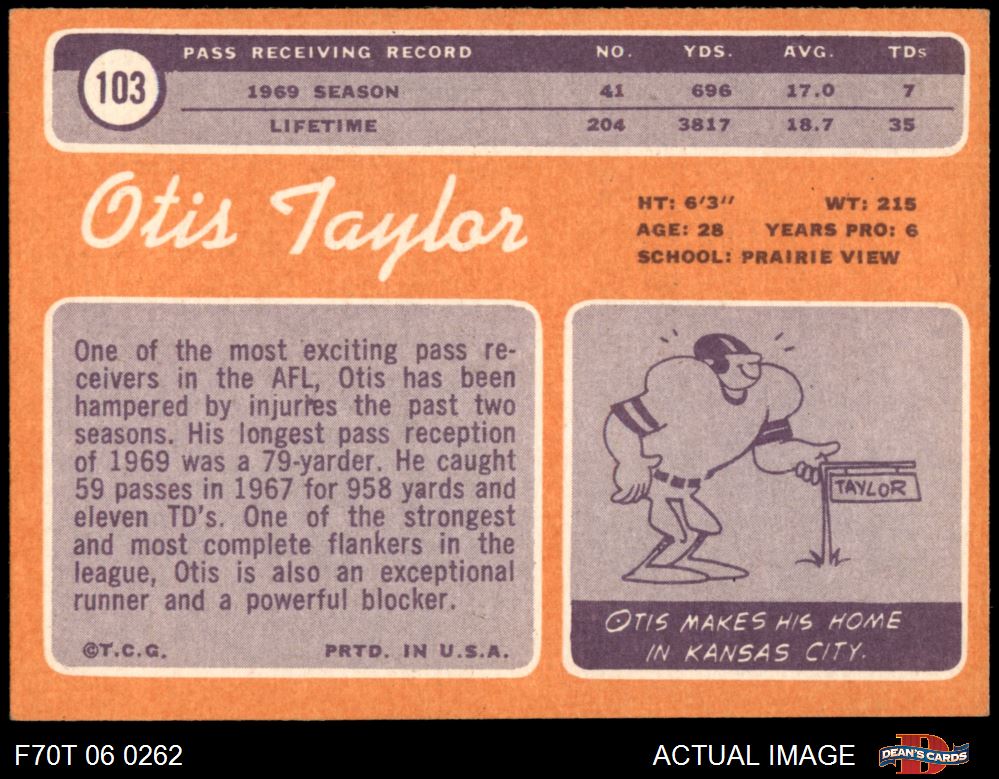 103
PASS RECEIVING RECORD NO. YDS. AVG. TDs
1969 SEASON 41 696 17.0 7
LIFETIME 204 3817 18.7 35
Otis Taylor
HT: 6'3" WT: 215
AGE: 28 YEARS PRO: 6
SCHOOL: PRAIRIE VIEW
One of the most exciting pass re-
ceivers in the AFL, Otis has been
hampered by injuries the past two
seasons. His longest pass reception
of 1969 was a 79-yarder. He caught
59 passes in 1967 for 958 yards and
eleven TD's. One of the strongest
and most complete flankers in the
league, Otis is also an exceptional
runner and a powerful blocker.
©T.C.G. PRTD. IN U.S.A.
TAYLOR
OTIS MAKES HIS HOME
IN KANSAS CITY.
F70T 06 0262 ACTUAL IMAGE DEAN'S CARDS